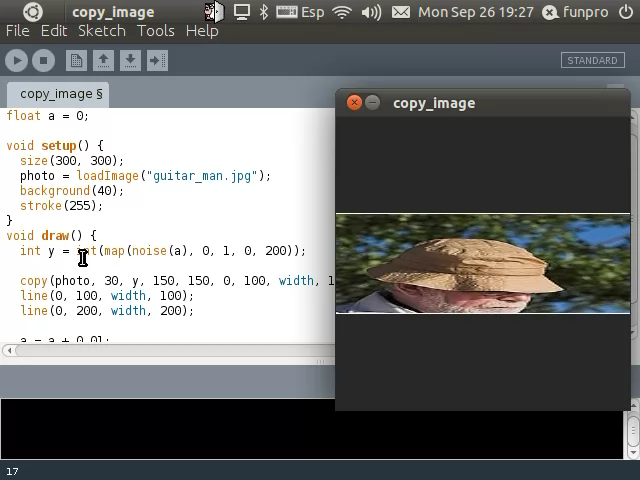 copy_image
Esp
Mon Sep 26 19:27
funpro
File Edit Sketch Tools Help
STANDARD
copy_image §
copy_image
float a = 0;
void setup() {
size(300, 300);
photo = loadImage("guitar_man.jpg");
background(40);
stroke(255);
}
void draw() {
int y = int(map(noise(a), 0, 1, 0, 200));
copy(photo, 30, y, 150, 150, 0, 100, width, 1
line(0, 100, width, 100);
line(0, 200, width, 200);
a = a + 0.01;
17